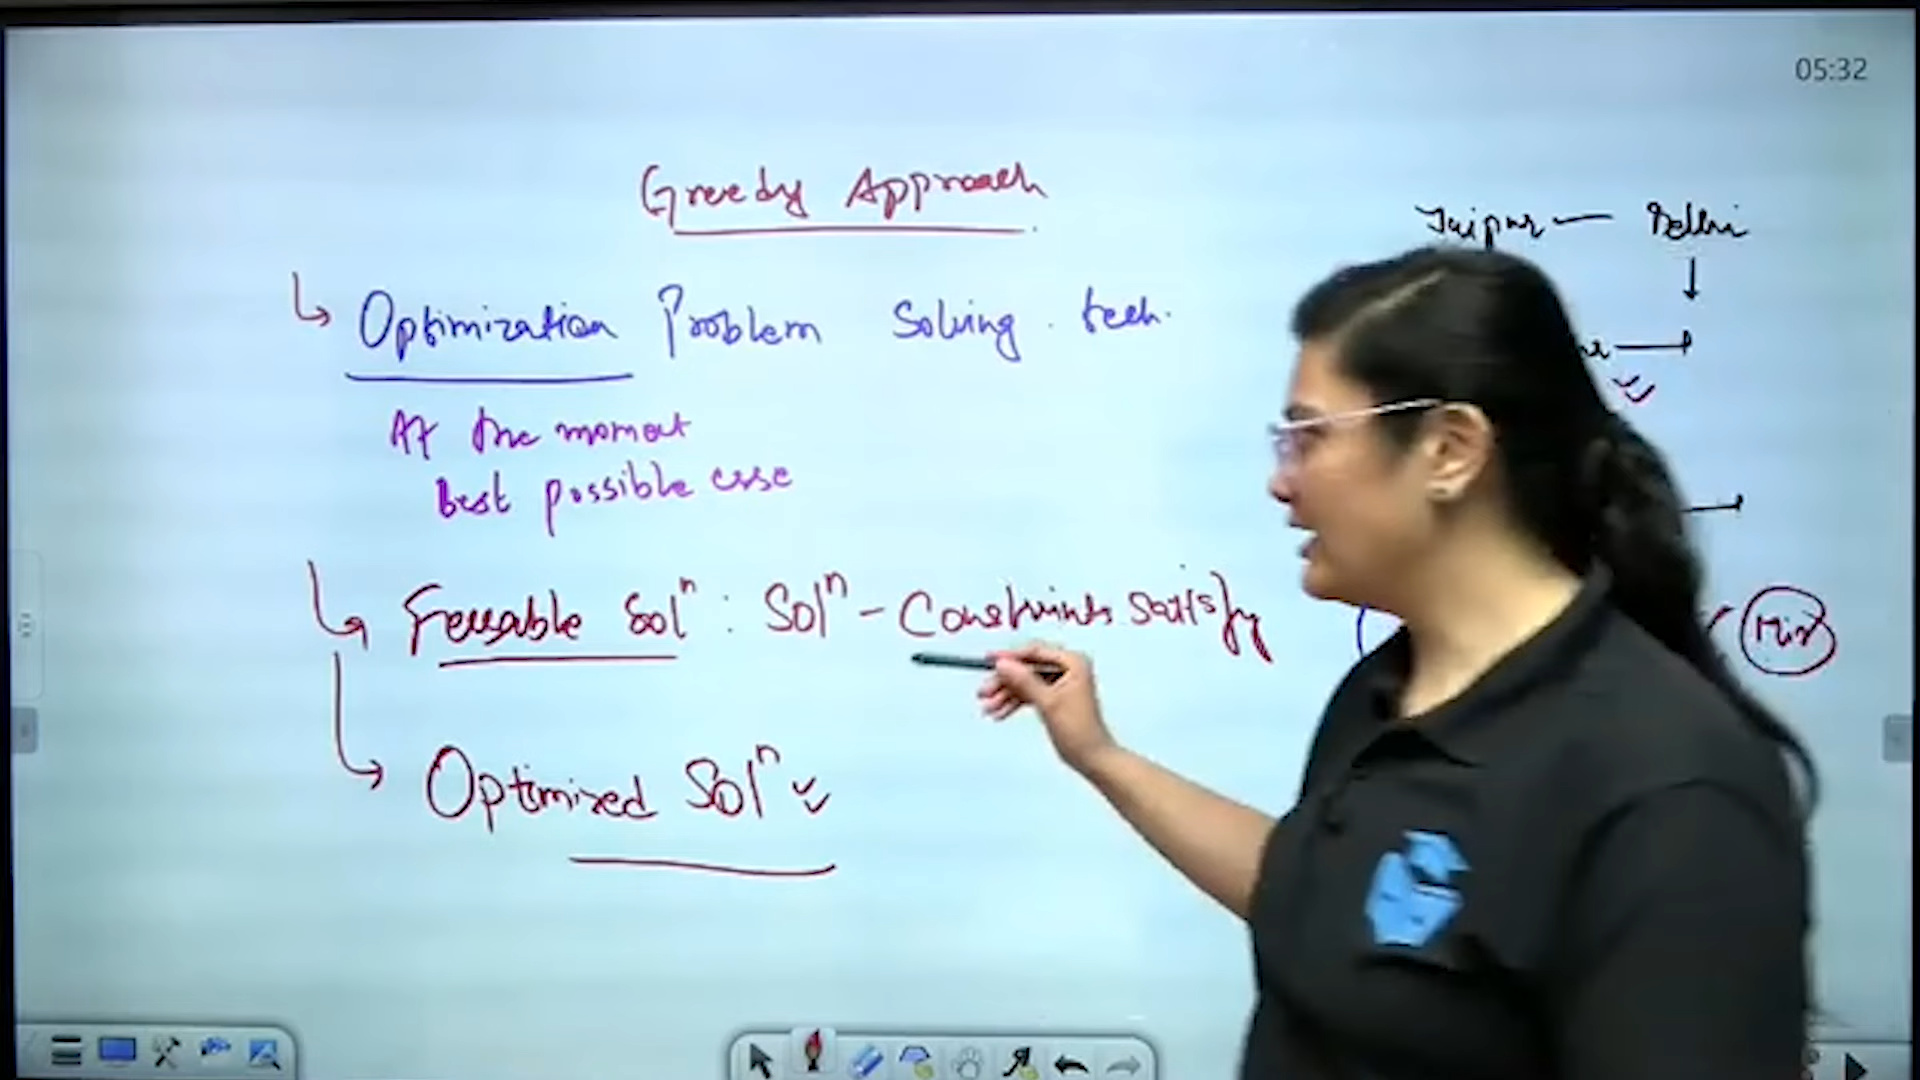 05:32
Greedy Approach
Jaipur — Delhi
↓
Optimization Problem Solving tech.
At the moment
best possible case
Feasable Solⁿ : Solⁿ - Constraints satisfy
Optimized Solⁿ